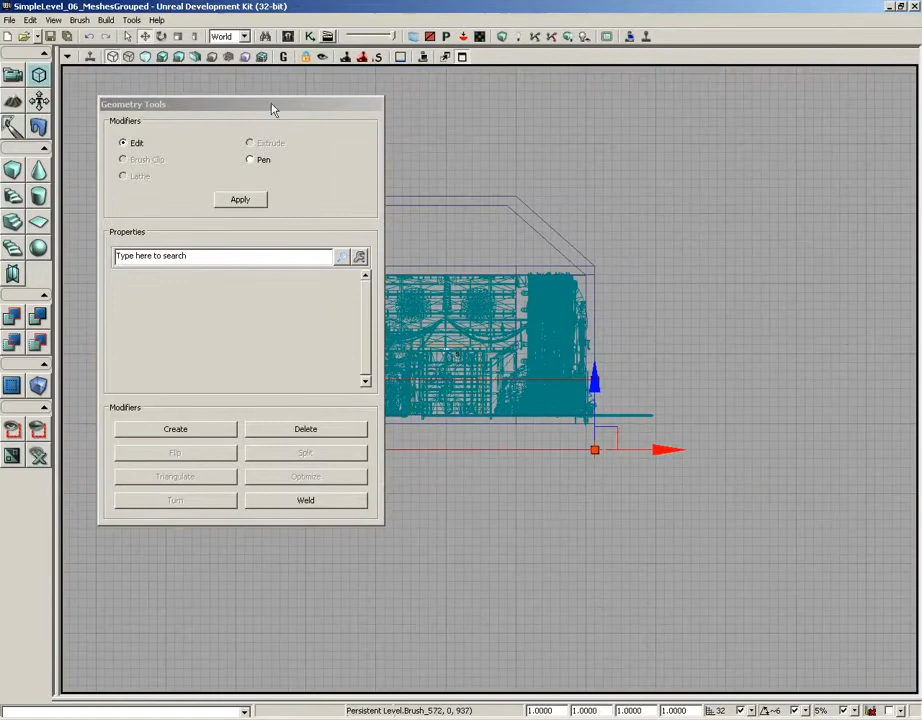 SimpleLevel_06_MeshesGrouped - Unreal Development Kit (32-bit)
File Edit View Brush Build Tools Help
World
G
P
K
S
Geometry Tools
Modifiers
Edit
Extrude
Brush Clip
Pen
Lathe
Apply
Properties
Type here to search
Modifiers
Create
Delete
Flip
Split
Triangulate
Optimize
Turn
Weld
Persistent Level.Brush_572, 0, 937)
1.0000 1.0000 1.0000 1.0000 32 6 5%